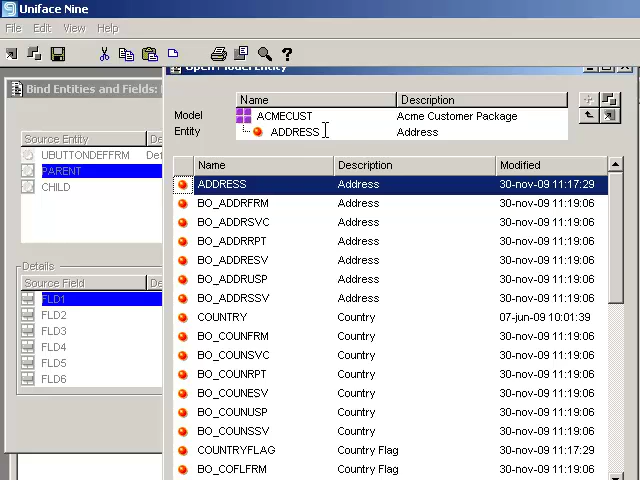 Uniface Nine
File Edit View Help
Open Model Entity
Bind Entities and Fields:
Name Description
Model ACMECUST Acme Customer Package
Entity ADDRESS Address
Source Entity De
UBUTTONDEFFRM Def
PARENT
CHILD
Name Description Modified
ADDRESS Address 30-nov-09 11:17:29
BO_ADDRFRM Address 30-nov-09 11:19:06
BO_ADDRSVC Address 30-nov-09 11:19:06
BO_ADDRRPT Address 30-nov-09 11:19:06
BO_ADDRESV Address 30-nov-09 11:19:06
BO_ADDRUSP Address 30-nov-09 11:19:06
BO_ADDRSSV Address 30-nov-09 11:19:06
COUNTRY Country 07-jun-09 10:01:39
BO_COUNFRM Country 30-nov-09 11:19:06
BO_COUNSVC Country 30-nov-09 11:19:06
BO_COUNRPT Country 30-nov-09 11:19:06
BO_COUNESV Country 30-nov-09 11:19:06
BO_COUNUSP Country 30-nov-09 11:19:06
BO_COUNSSV Country 30-nov-09 11:19:06
COUNTRYFLAG Country Flag 30-nov-09 11:17:29
BO_COFLFRM Country Flag 30-nov-09 11:19:06
Details
Source Field De
FLD1
FLD2
FLD3
FLD4
FLD5
FLD6